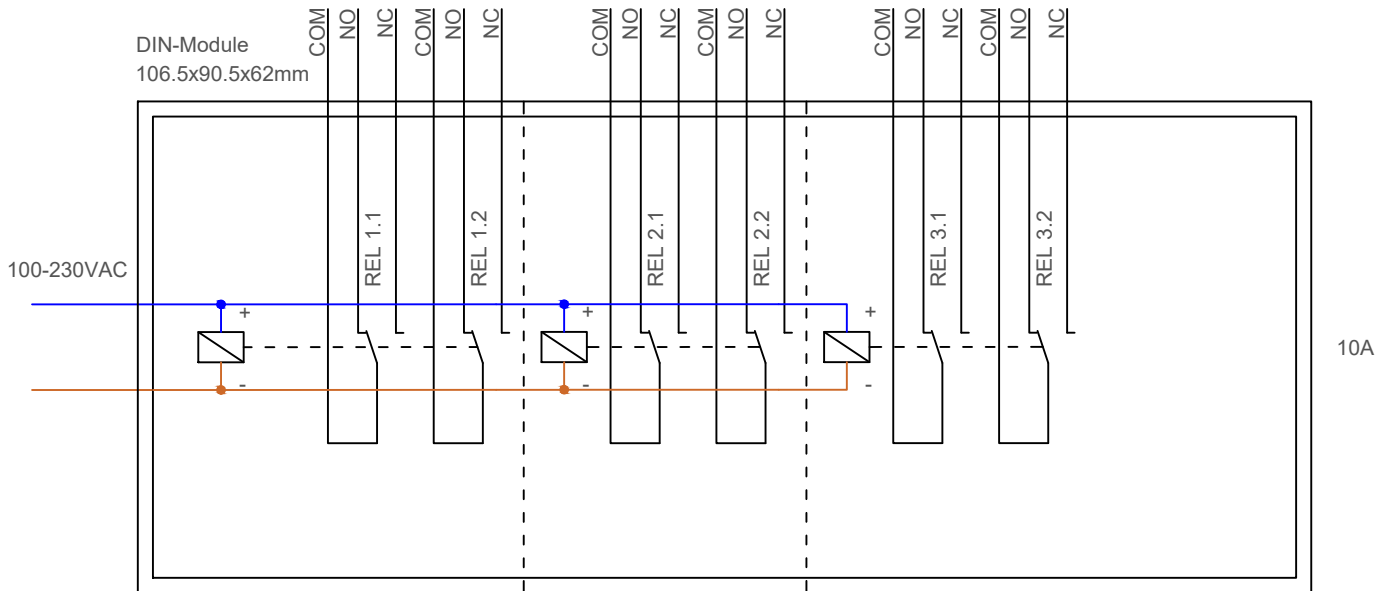 COM
NO
NC
COM
NO
NC
COM
NO
NC
COM
NO
NC
COM
NO
NC
COM
NO
NC
DIN-Module
106.5x90.5x62mm
REL 1.1
REL 1.2
REL 2.1
REL 2.2
REL 3.1
REL 3.2
100-230VAC
+
+
+
10A
-
-
-